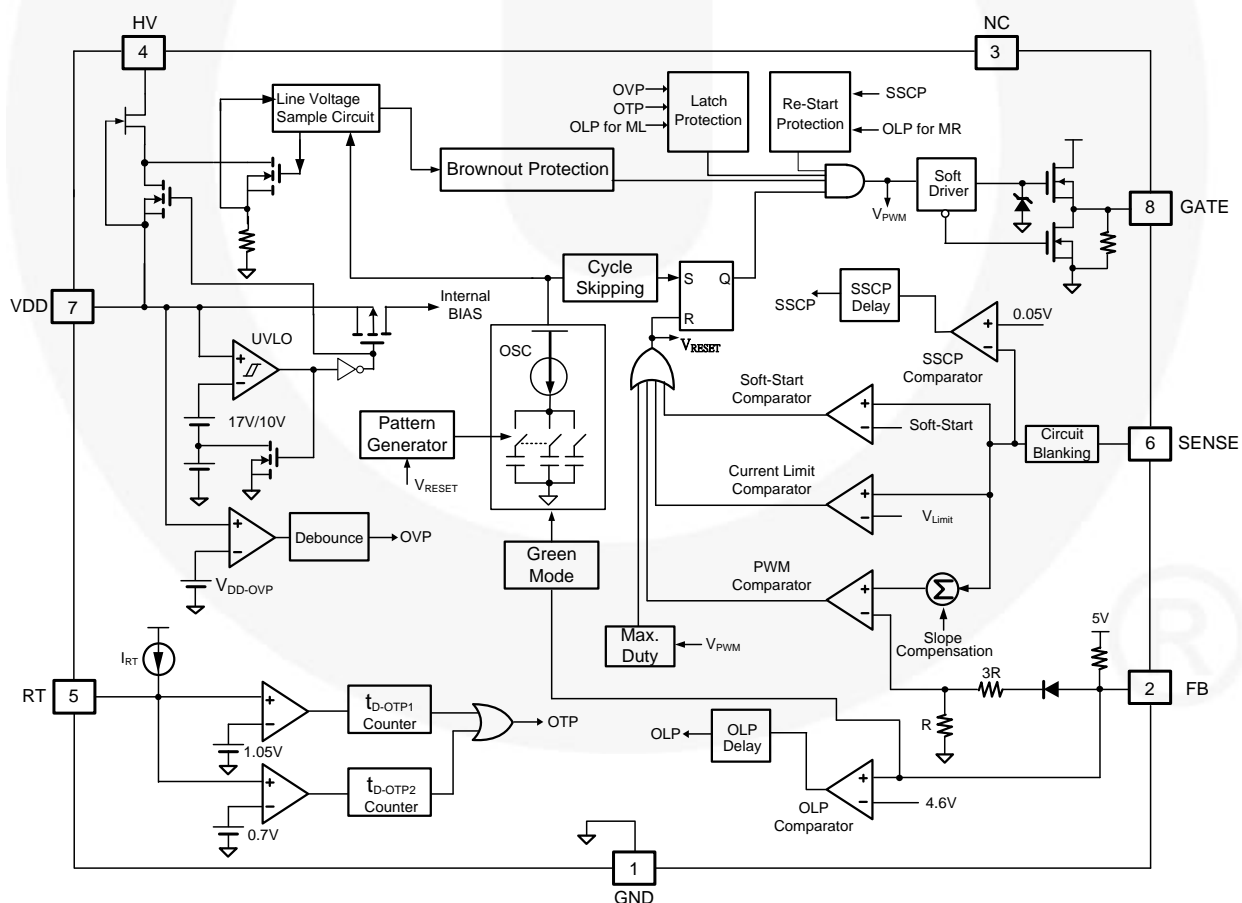 HV
4
NC
3
Line Voltage
Sample Circuit
OVP
OTP
OLP for ML
Latch
Protection
Re-Start
Protection
SSCP
OLP for MR
Brownout Protection
VPWM
Soft
Driver
8
GATE
VDD
7
Internal
BIAS
Cycle
Skipping
S
Q
R
VRESET
SSCP
SSCP
Delay
0.05V
+
−
SSCP
Comparator
UVLO
+
−
17V/10V
OSC
Pattern
Generator
VRESET
Soft-Start
Comparator
+
−
Soft-Start
Circuit
Blanking
6
SENSE
Current Limit
Comparator
+
−
VLimit
+
−
Debounce
OVP
VDD-OVP
Green
Mode
PWM
Comparator
+
−
Σ
Slope
Compensation
Max.
Duty
VPWM
5V
3R
2
FB
R
IRT
RT
5
+
−
1.05V
tD-OTP1
Counter
OTP
+
−
0.7V
tD-OTP2
Counter
OLP
OLP
Delay
+
−
4.6V
OLP
Comparator
1
GND
®